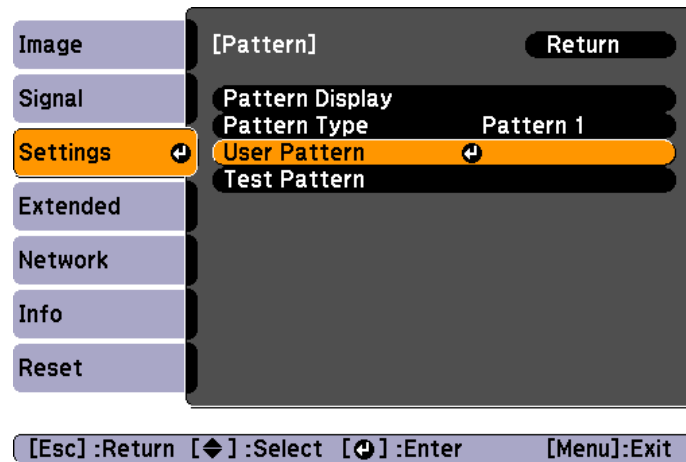 Image
Signal
Settings
Extended
Network
Info
Reset
[Pattern] Return
Pattern Display
Pattern Type Pattern 1
User Pattern
Test Pattern
[Esc] :Return [ ] :Select [ ] :Enter [Menu]:Exit